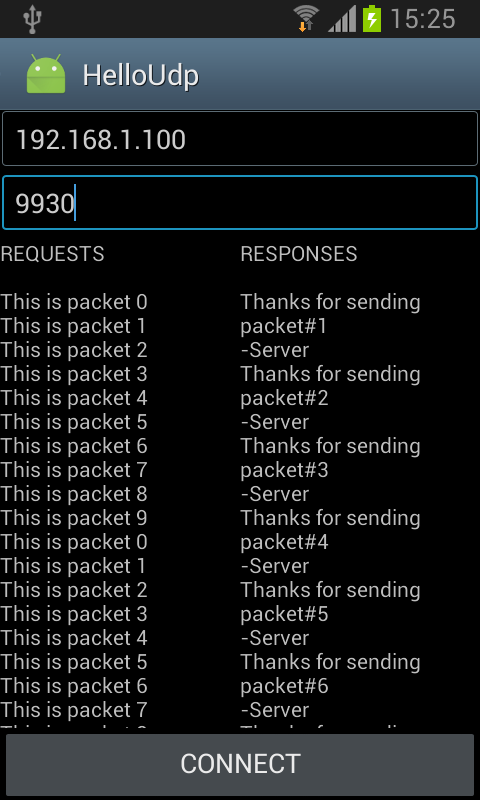 15:25
HelloUdp
192.168.1.100
9930
REQUESTS
This is packet 0
This is packet 1
This is packet 2
This is packet 3
This is packet 4
This is packet 5
This is packet 6
This is packet 7
This is packet 8
This is packet 9
This is packet 0
This is packet 1
This is packet 2
This is packet 3
This is packet 4
This is packet 5
This is packet 6
This is packet 7
This is packet
RESPONSES
Thanks for sending
packet#1
-Server
Thanks for sending
packet#2
-Server
Thanks for sending
packet#3
-Server
Thanks for sending
packet#4
-Server
Thanks for sending
packet#5
-Server
Thanks for sending
packet#6
-Server
Thanks for sending
CONNECT